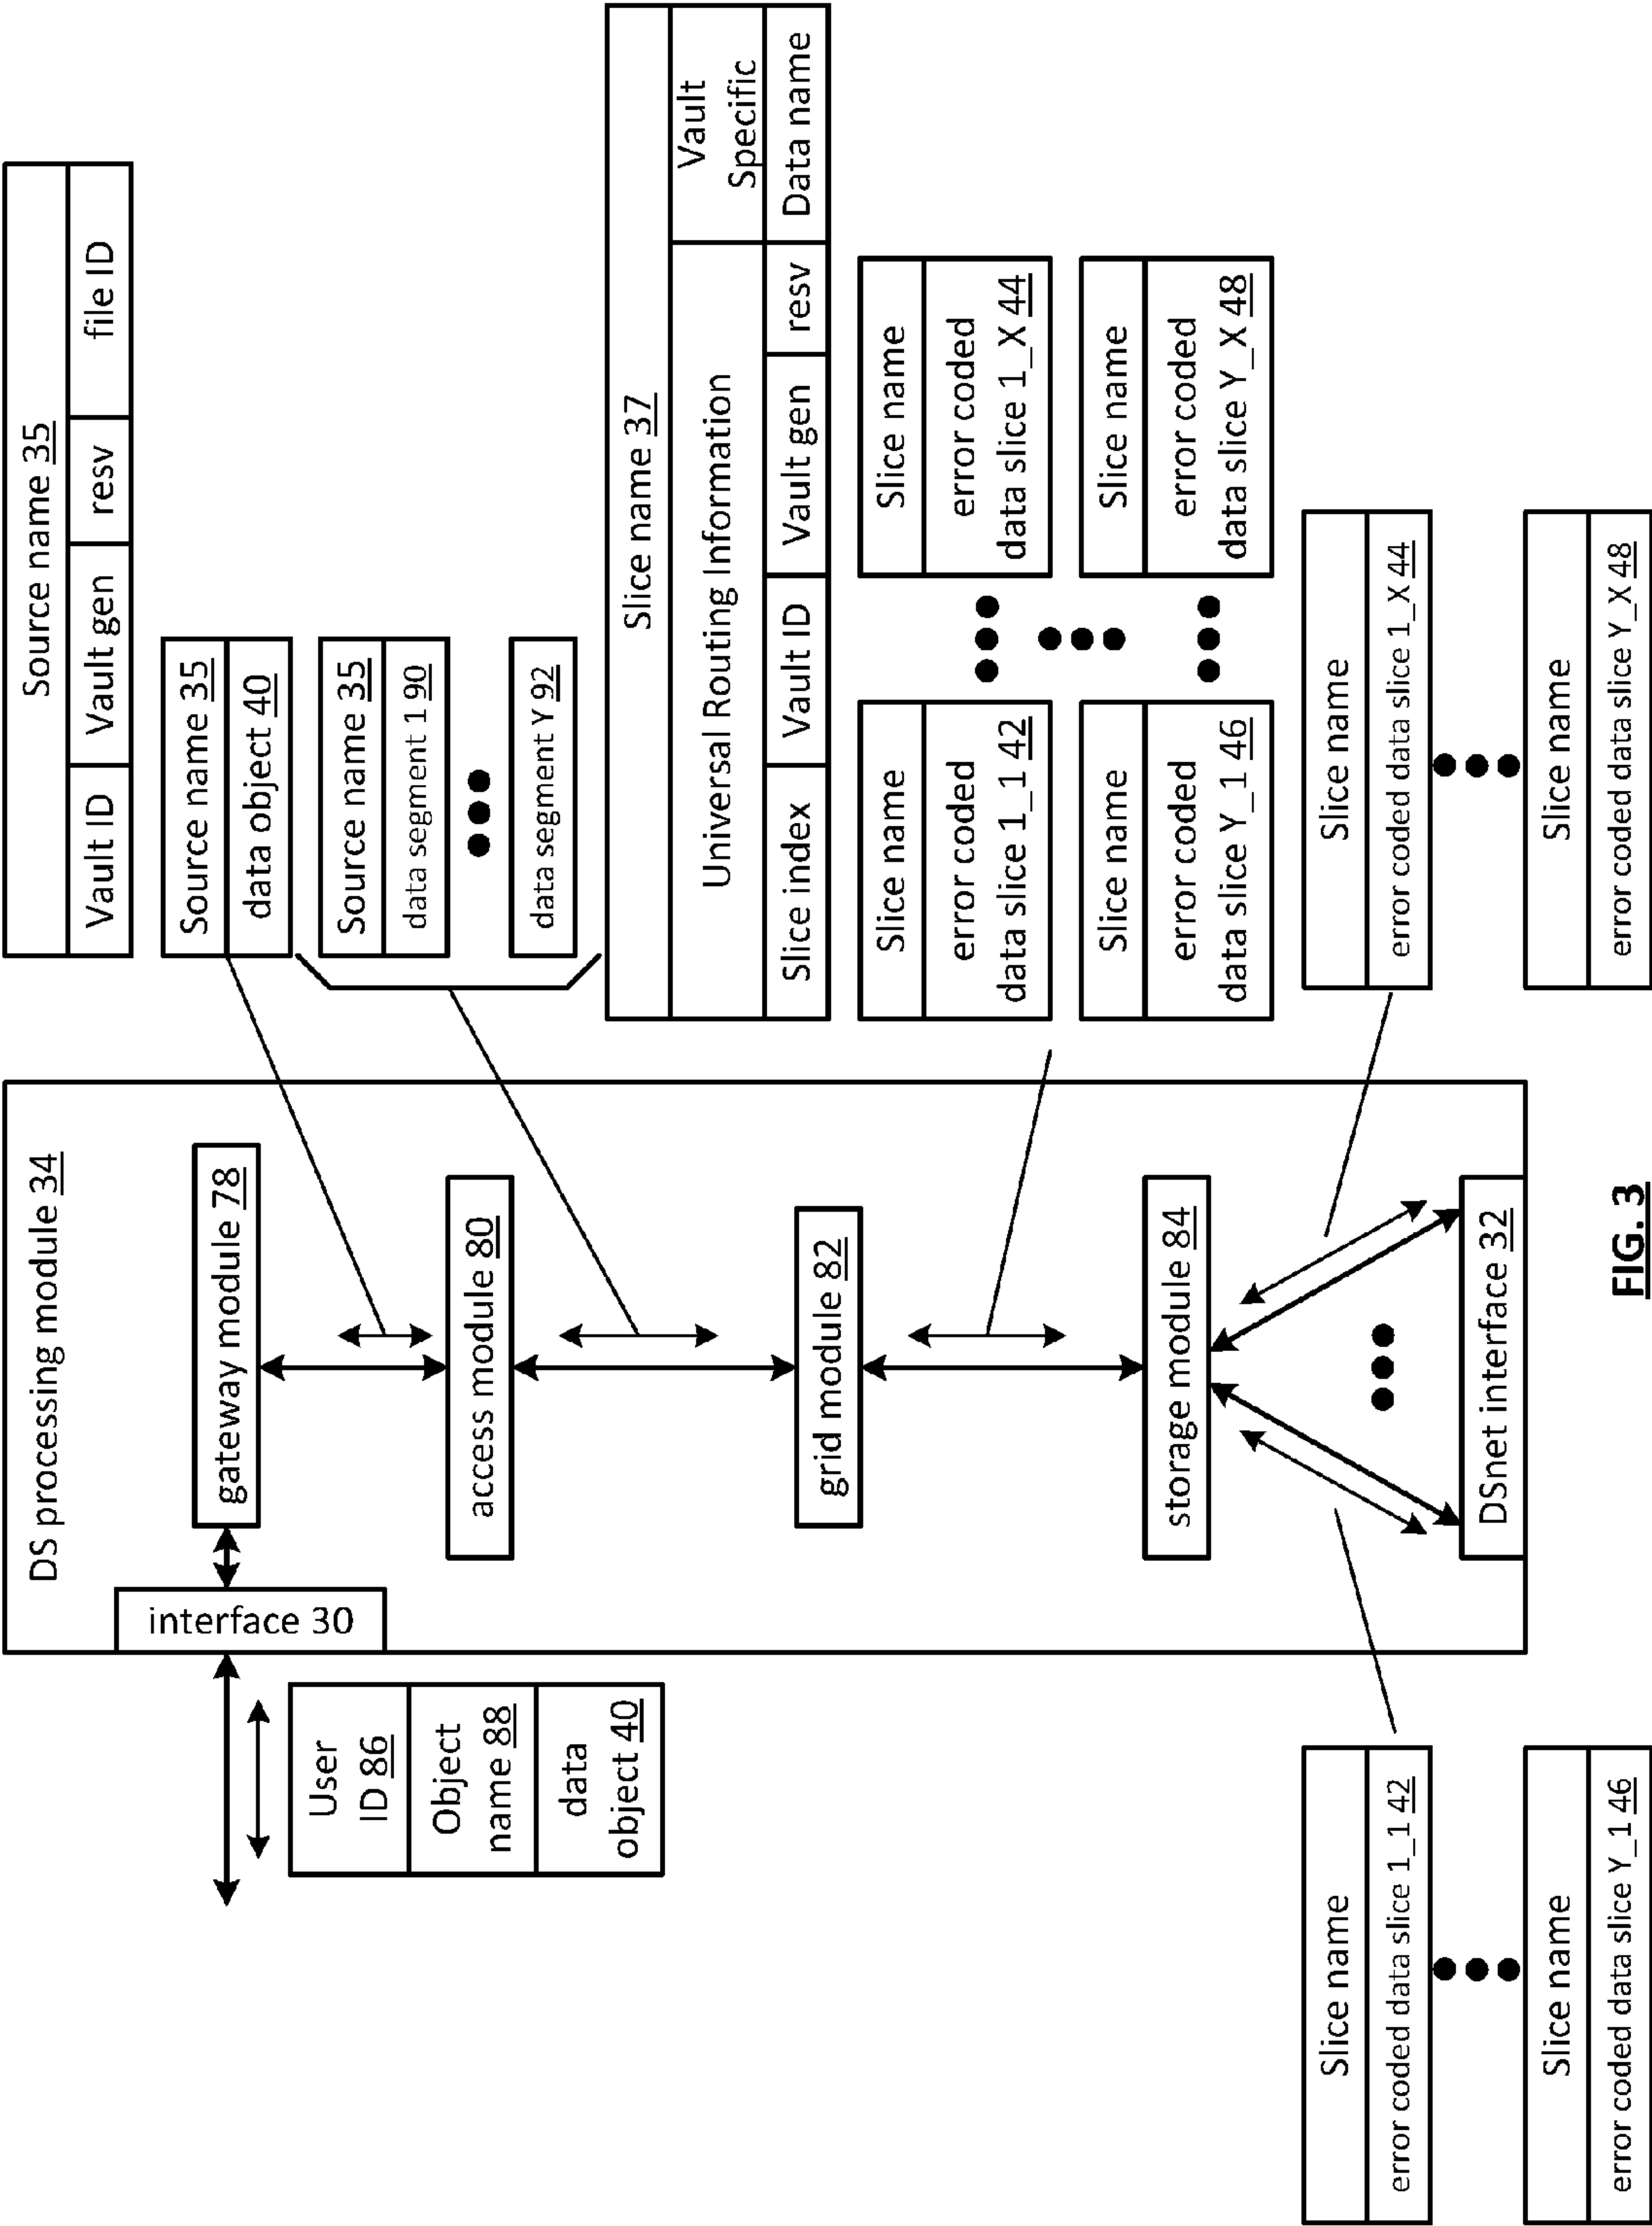 DS processing module 34
interface 30
gateway module 78
access module 80
grid module 82
storage module 84
DSnet interface 32
User
ID 86
Object
name 88
data
object 40
Source name 35
Vault ID
Vault gen
resv
file ID
Source name 35
data object 40
Source name 35
data segment 1 90
data segment Y 92
Slice name 37
Universal Routing Information
Vault
Specific
Slice index
Vault ID
Vault gen
resv
Data name
Slice name
error coded
data slice 1_1 42
Slice name
error coded
data slice 1_X 44
Slice name
error coded
data slice Y_1 46
Slice name
error coded
data slice Y_X 48
Slice name
error coded data slice 1_1 42
Slice name
error coded data slice Y_1 46
Slice name
error coded data slice 1_X 44
Slice name
error coded data slice Y_X 48
FIG. 3